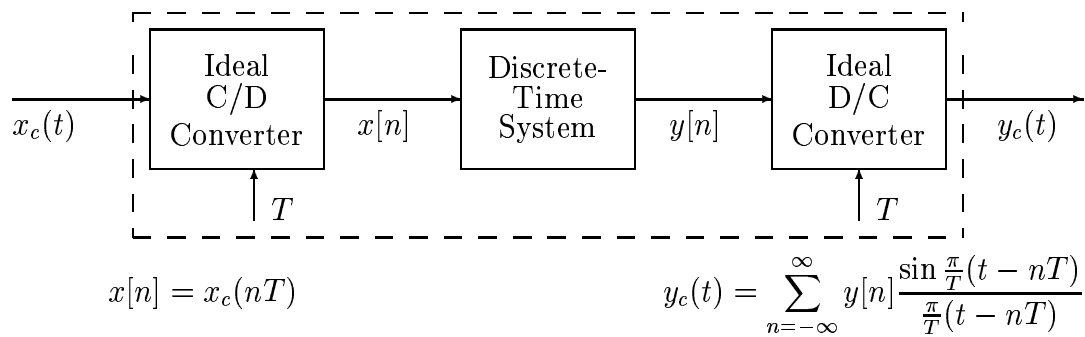 Ideal
C/D
Converter
Discrete-
Time
System
Ideal
D/C
Converter
x_c(t)
x[n]
y[n]
y_c(t)
T
T
x[n] = x_c(nT)
y_c(t) = \sum_{n=-\infty}^{\infty} y[n] \frac{\sin \frac{\pi}{T}(t - nT)}{\frac{\pi}{T}(t - nT)}